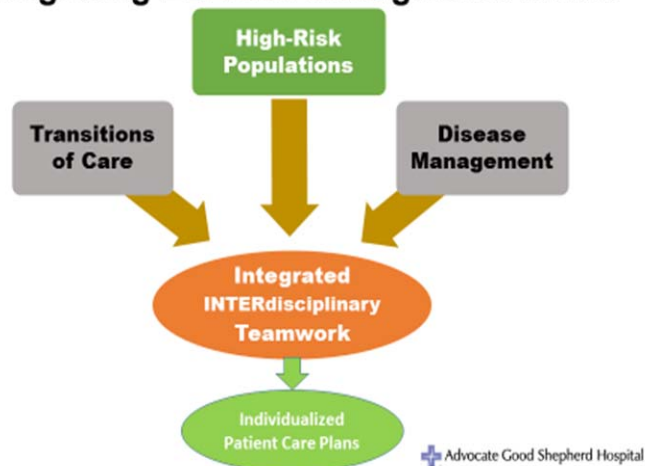 High-Risk
Populations
Transitions
of Care
Disease
Management
Integrated
INTERdisciplinary
Teamwork
Individualized
Patient Care Plans
Advocate Good Shepherd Hospital